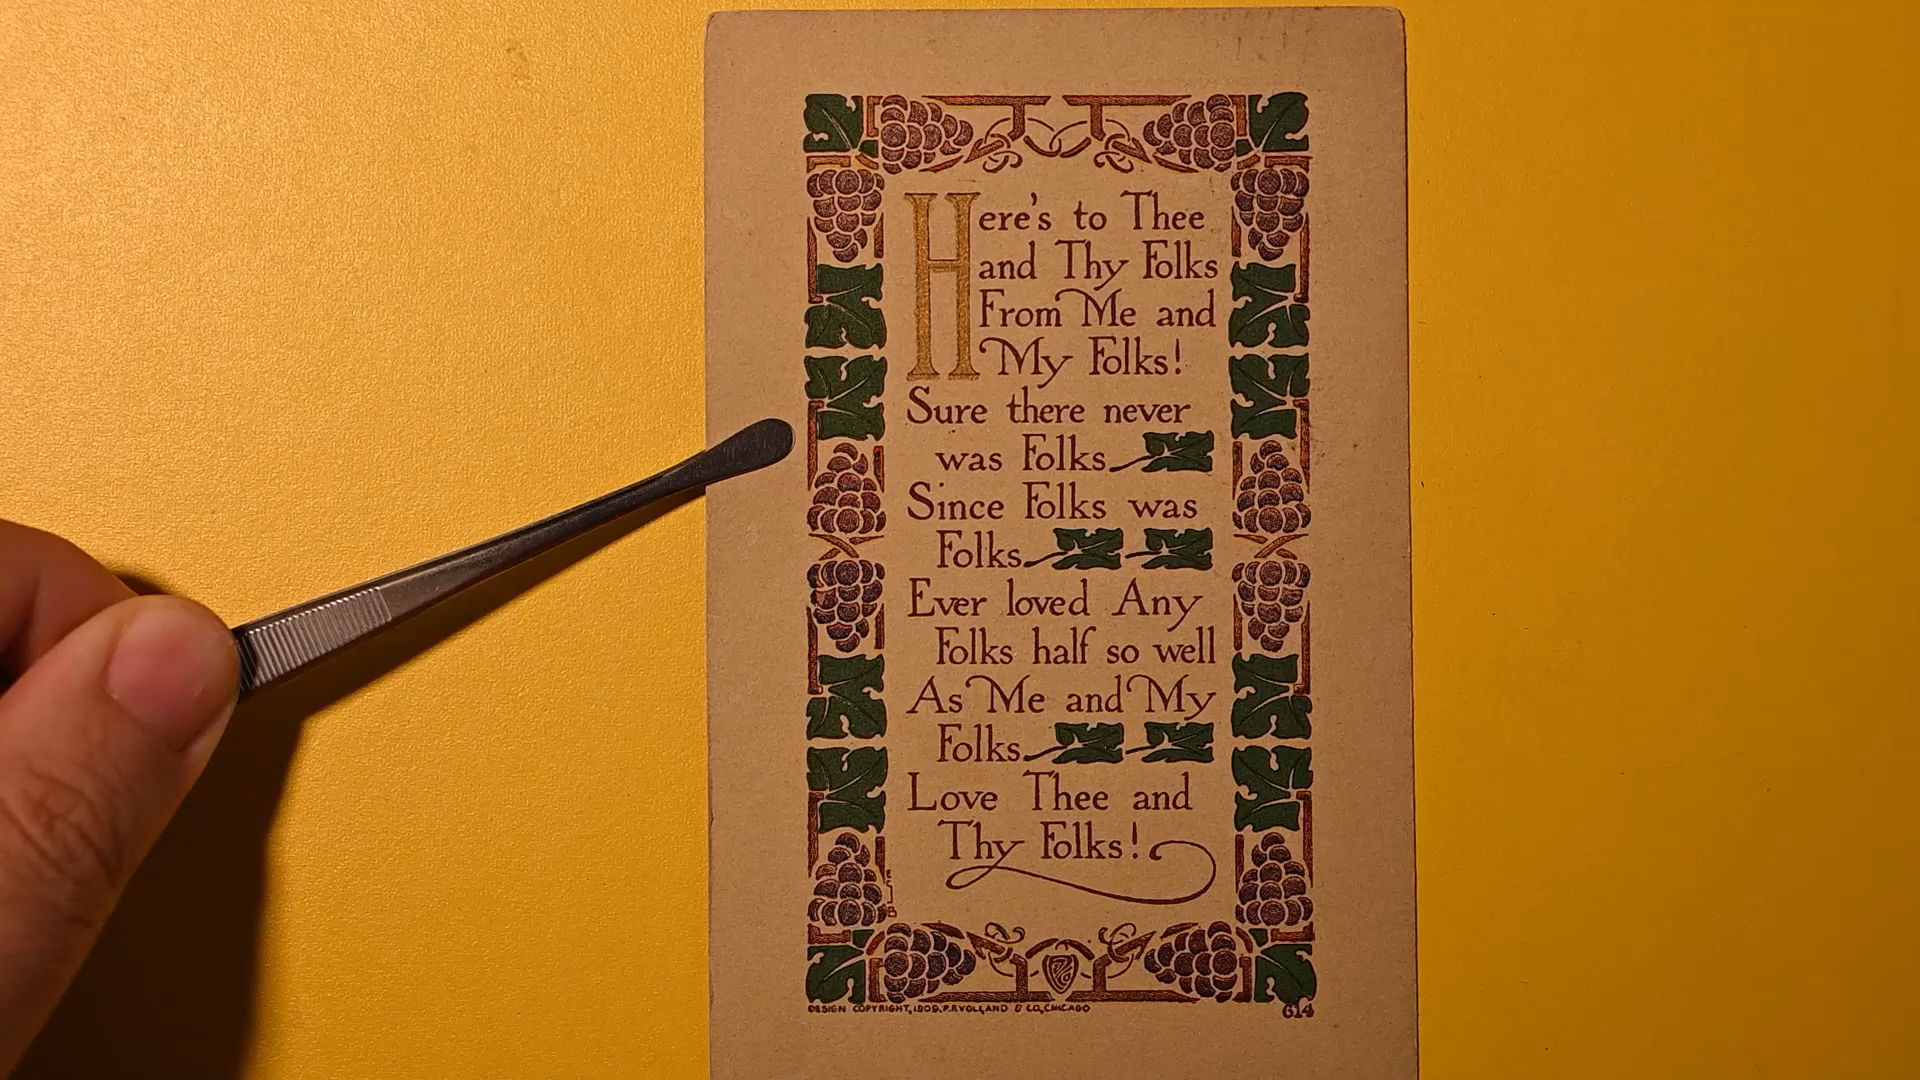 Here's to Thee
and Thy Folks
From Me and
My Folks!
Sure there never
was Folks
Since Folks was
Folks
Ever loved Any
Folks half so well
As Me and My
Folks
Love Thee and
Thy Folks!
DESIGN COPYRIGHT, 1909, P.F. VOLLAND & CO, CHICAGO
614